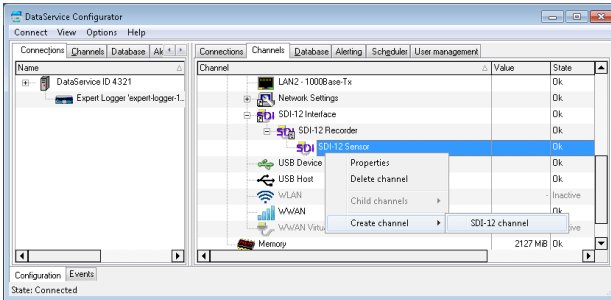 DataService Configurator
Connect View Options Help
Connections Channels Database
Name
DataService ID 4321
Expert Logger 'expert-logger-1..
Connections Channels Database Alerting Scheduler User management
Channel Value State
LAN2 - 1000Base-Tx Ok
Network Settings Ok
SDI-12 Interface Ok
SDI-12 Recorder Ok
SDI-12 Sensor Ok
USB Device Ok
USB Host Ok
WLAN - Inactive
WWAN Ok
WWAN
Memory 2127 MiB Ok
Properties
Delete channel
Child channels
Create channel
SDI-12 channel
Configuration Events
State: Connected